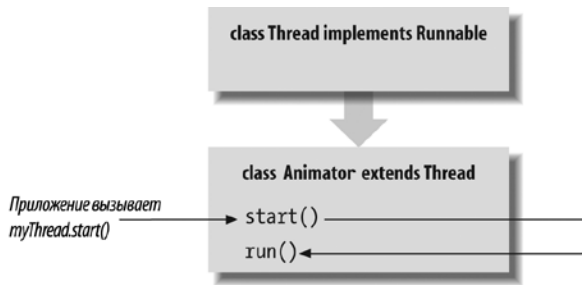 class Thread implements Runnable
class Animator extends Thread
Приложение вызывает
myThread.start()
start()
run()